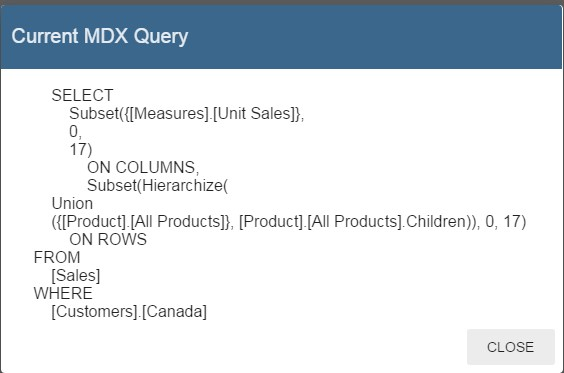 Current MDX Query
SELECT
Subset({[Measures].[Unit Sales]},
0,
17)
ON COLUMNS,
Subset(Hierarchize(
Union
({[Product].[All Products]}, [Product].[All Products].Children)), 0, 17)
ON ROWS
FROM
[Sales]
WHERE
[Customers].[Canada]
CLOSE